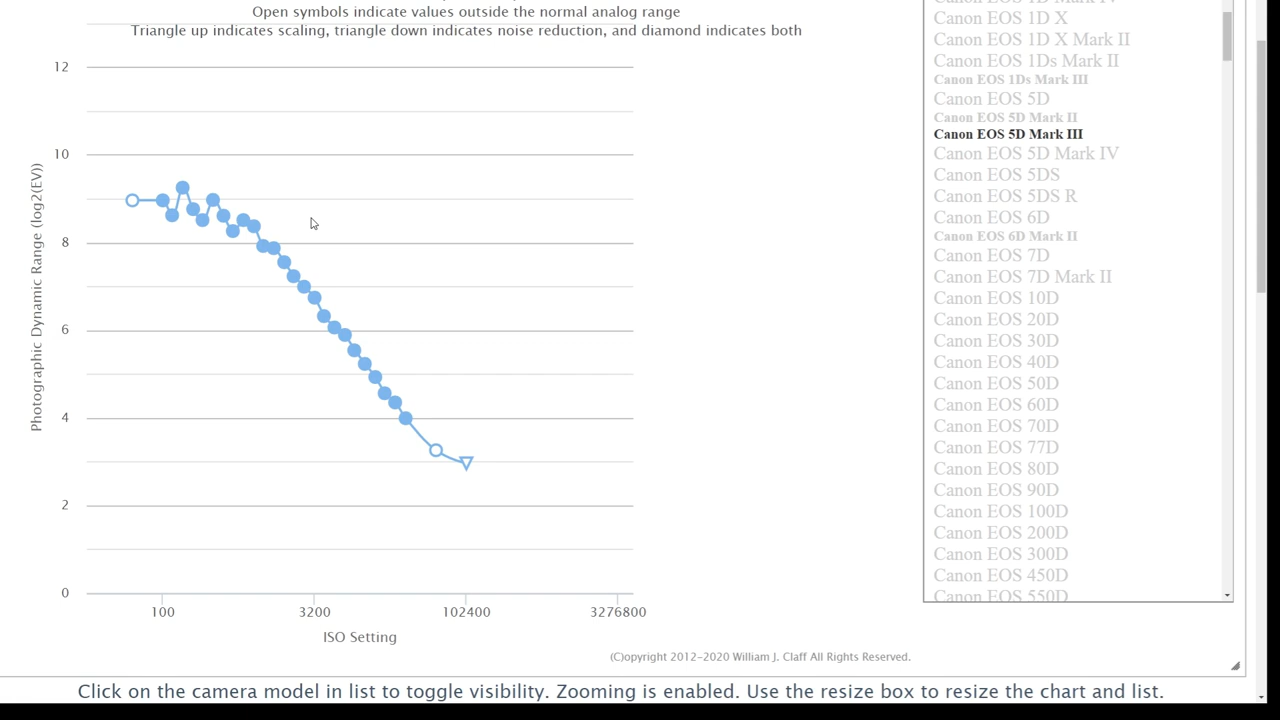 Open symbols indicate values outside the normal analog range
Triangle up indicates scaling, triangle down indicates noise reduction, and diamond indicates both
12
10
8
6
4
2
0
Photographic Dynamic Range (log2(EV))
100
3200
102400
3276800
ISO Setting
(C)opyright 2012-2020 William J. Claff All Rights Reserved.
Canon EOS 1D Mark IV
Canon EOS 1D X
Canon EOS 1D X Mark II
Canon EOS 1Ds Mark II
Canon EOS 1Ds Mark III
Canon EOS 5D
Canon EOS 5D Mark II
Canon EOS 5D Mark III
Canon EOS 5D Mark IV
Canon EOS 5DS
Canon EOS 5DS R
Canon EOS 6D
Canon EOS 6D Mark II
Canon EOS 7D
Canon EOS 7D Mark II
Canon EOS 10D
Canon EOS 20D
Canon EOS 30D
Canon EOS 40D
Canon EOS 50D
Canon EOS 60D
Canon EOS 70D
Canon EOS 77D
Canon EOS 80D
Canon EOS 90D
Canon EOS 100D
Canon EOS 200D
Canon EOS 300D
Canon EOS 450D
Canon EOS 550D
Click on the camera model in list to toggle visibility. Zooming is enabled. Use the resize box to resize the chart and list.